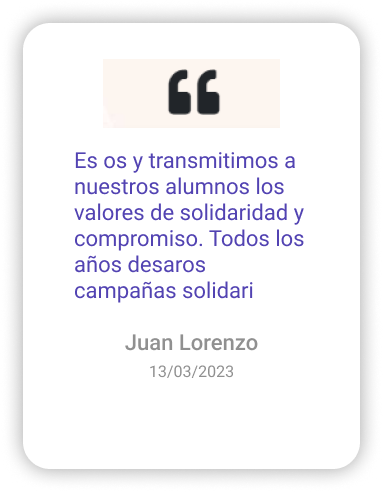 Es os y transmitimos a
nuestros alumnos los
valores de solidaridad y
compromiso. Todos los
años desaros
campañas solidari
Juan Lorenzo
13/03/2023